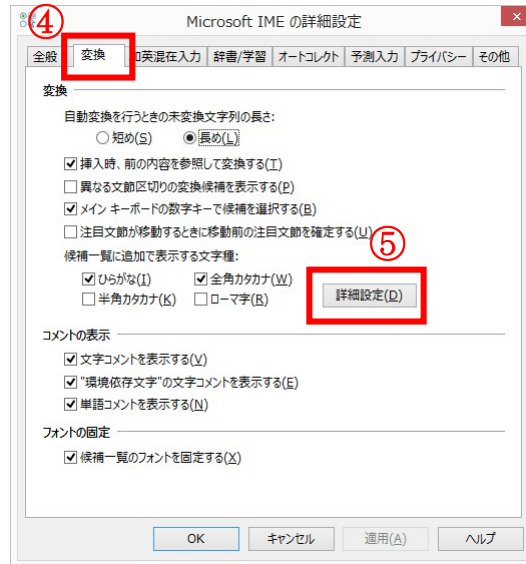 ④
Microsoft IME の詳細設定
全般 変換 和英混在入力 辞書/学習 オートコレクト 予測入力 プライバシー その他
変換
自動変換を行うときの未変換文字列の長さ:
短め(S) 長め(L)
挿入時、前の内容を参照して変換する(T)
異なる文節区切りの変換候補を表示する(P)
メイン キーボードの数字キーで候補を選択する(B)
注目文節が移動するときに移動前の注目文節を確定する(U)
⑤
候補一覧に追加で表示する文字種:
ひらがな(I) 全角カタカナ(W)
半角カタカナ(K) ローマ字(R)
詳細設定(D)
コメントの表示
文字コメントを表示する(V)
"環境依存文字"の文字コメントを表示する(E)
単語コメントを表示する(N)
フォントの固定
候補一覧のフォントを固定する(X)
OK キャンセル 適用(A) ヘルプ